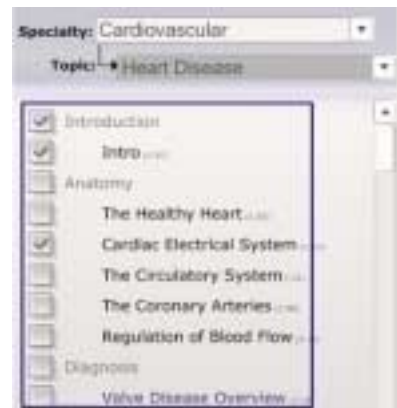 Specialty: Cardiovascular
Topic: Heart Disease
Introduction
Intro
Anatomy
The Healthy Heart
Cardiac Electrical System
The Circulatory System
The Coronary Arteries
Regulation of Blood Flow
Diagnosis
Valve Disease Overview